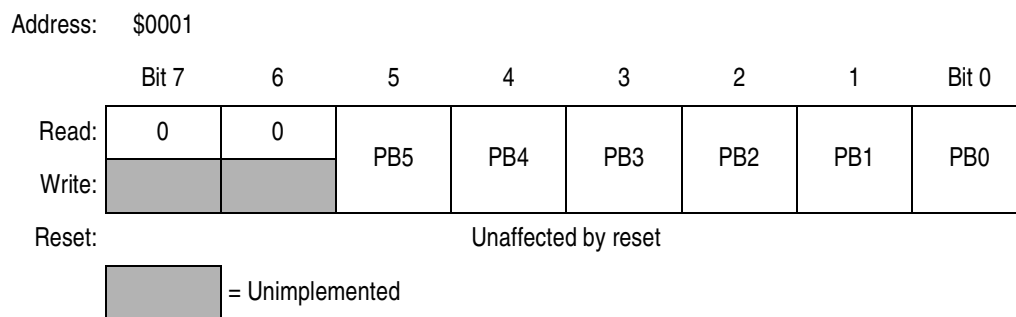 Address: $0001
Bit 7 6 5 4 3 2 1 Bit 0
Read: 0 0 PB5 PB4 PB3 PB2 PB1 PB0
Write:
Reset: Unaffected by reset
= Unimplemented